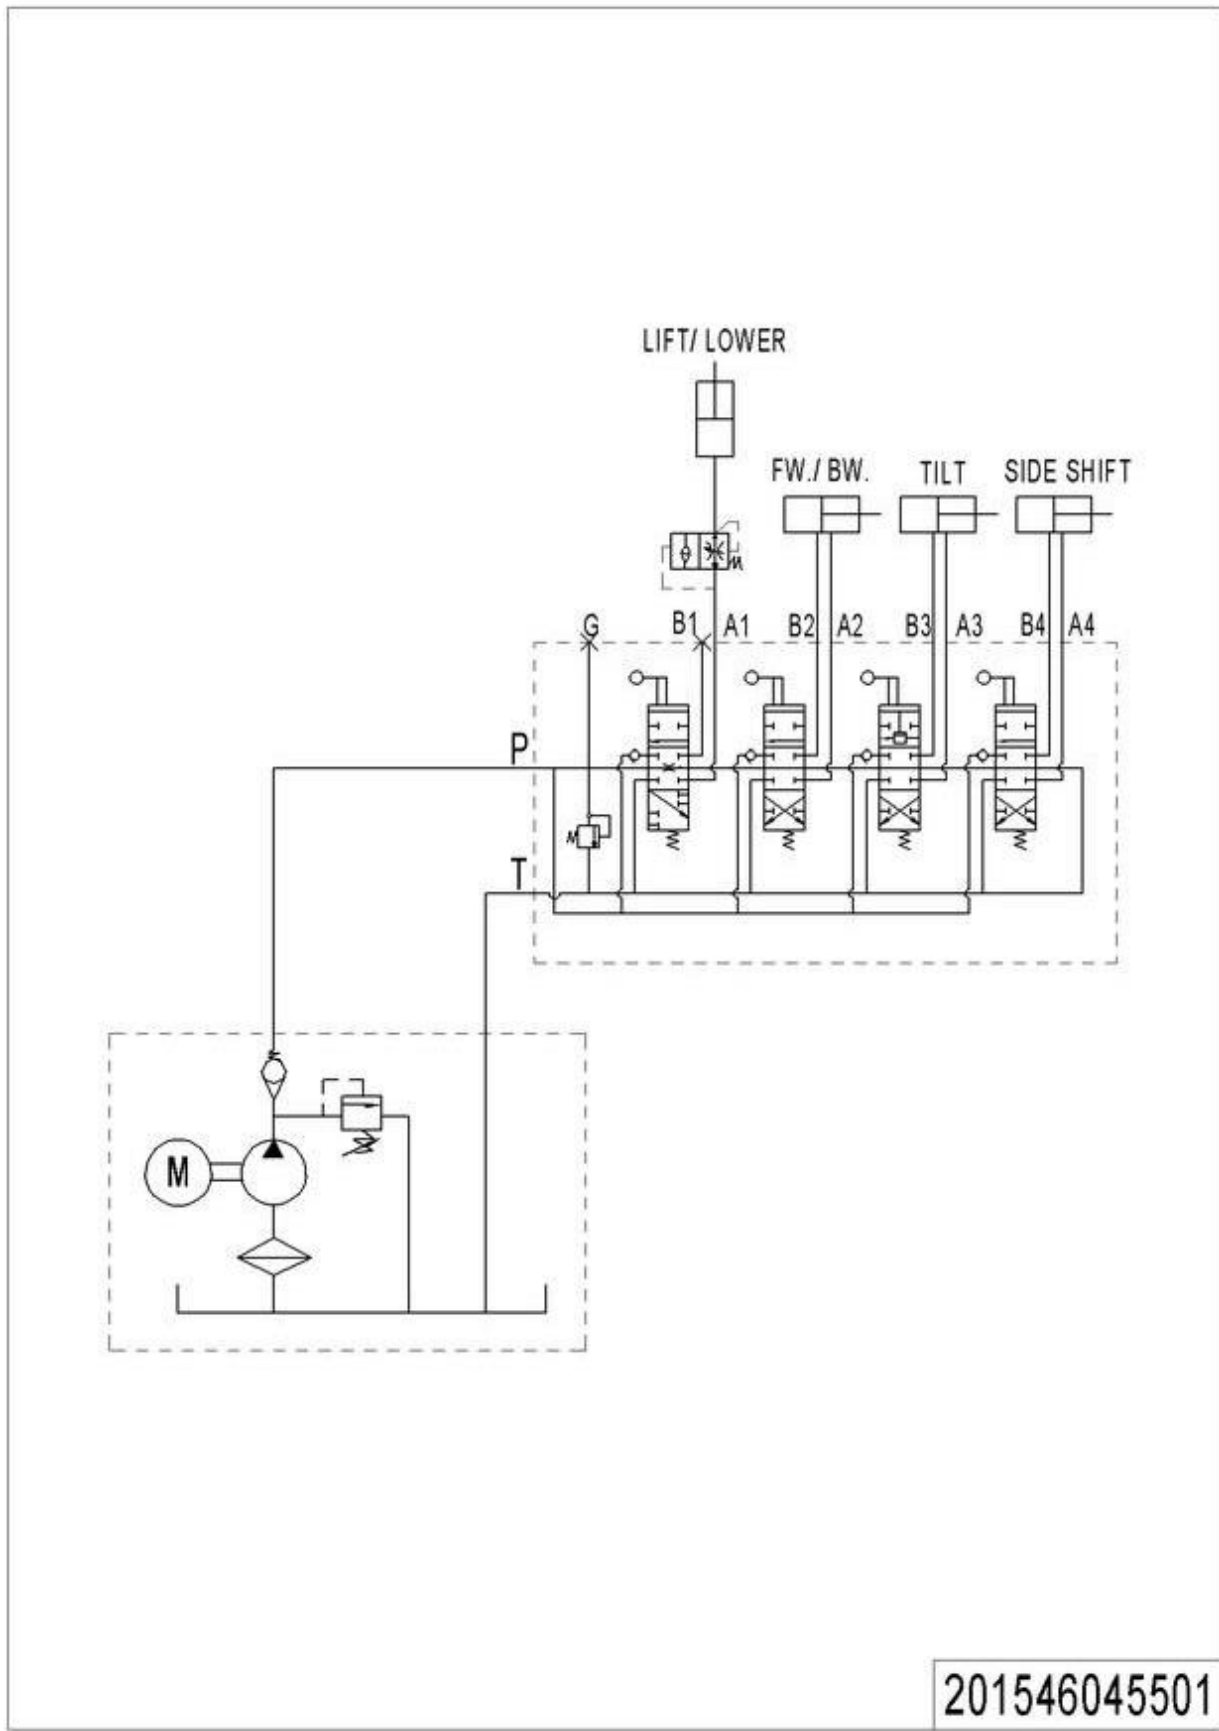 LIFT/ LOWER
FW./ BW.
TILT
SIDE SHIFT
G
B1
A1
B2
A2
B3
A3
B4
A4
P
T
M
201546045501